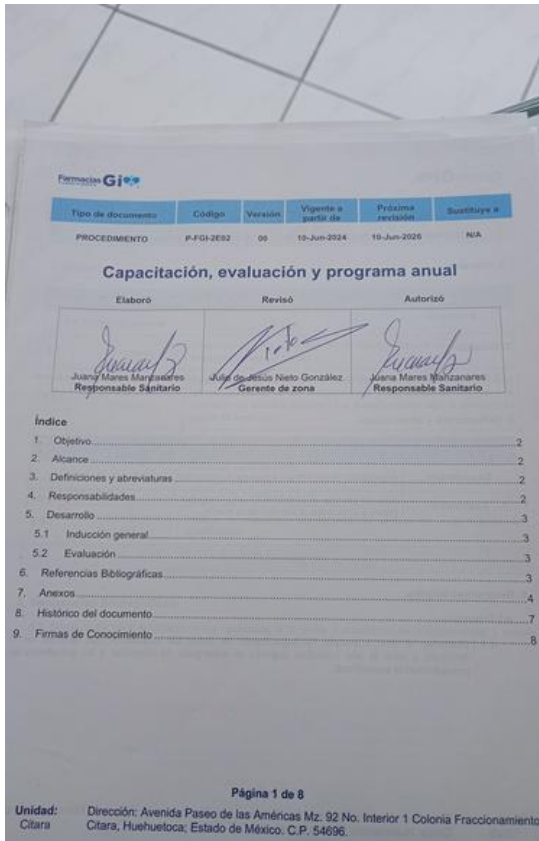 Farmacias Gi
Tipo de documento Código Versión Vigente a partir de Próxima revisión Sustituye a
PROCEDIMIENTO P-FGI-2E02 00 10-Jun-2024 10-Jun-2026 N/A
Capacitación, evaluación y programa anual
Elaboró Revisó Autorizó
Juana Mares Manzanares Julio de Jesús Nieto González Juana Mares Manzanares
Responsable Sanitario Gerente de zona Responsable Sanitario
Índice
1. Objetivo 2
2. Alcance 2
3. Definiciones y abreviaturas 2
4. Responsabilidades 2
5. Desarrollo 3
5.1 Inducción general 3
5.2 Evaluación 3
6. Referencias Bibliográficas 3
7. Anexos 4
8. Histórico del documento 7
9. Firmas de Conocimiento 8
Página 1 de 8
Unidad: Dirección: Avenida Paseo de las Américas Mz. 92 No. Interior 1 Colonia Fraccionamiento
Citara Citara, Huehuetoca; Estado de México. C.P. 54696.